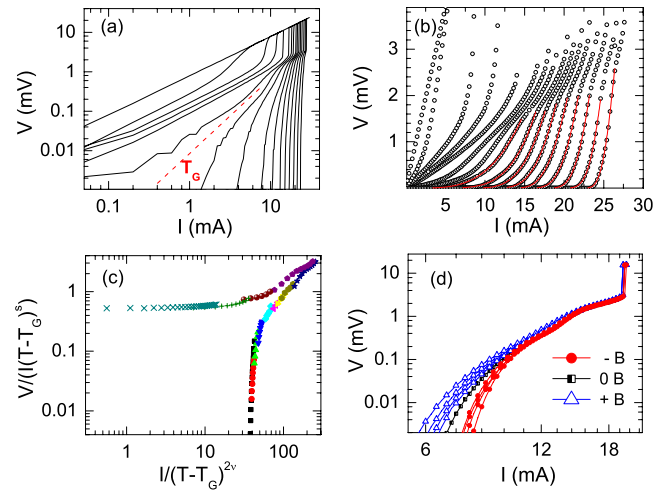 (a)
10
1
0.1
0.01
V (mV)
T_G
0.1 1 10
I (mA)
(b)
3
2
1
V (mV)
5 10 15 20 25 30
I (mA)
(c)
1
0.1
0.01
V/(I(T-T_G)^S)
1 10 100
I/(T-T_G)^{2ν}
(d)
10
1
0.1
0.01
V (mV)
- B
0 B
+ B
6 12 18
I (mA)